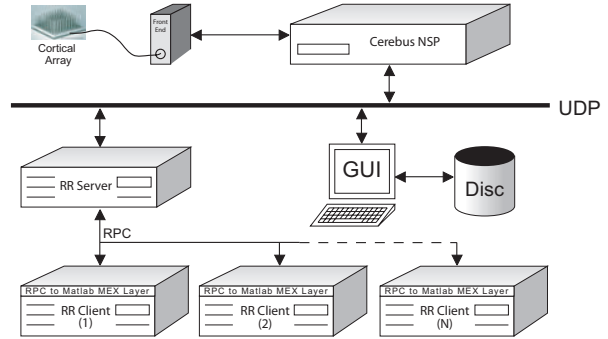 Cortical
Array
Front
End
Cerebus NSP
UDP
RR Server
GUI
Disc
RPC
RPC to Matlab MEX Layer
RR Client
(1)
RPC to Matlab MEX Layer
RR Client
(2)
RPC to Matlab MEX Layer
RR Client
(N)